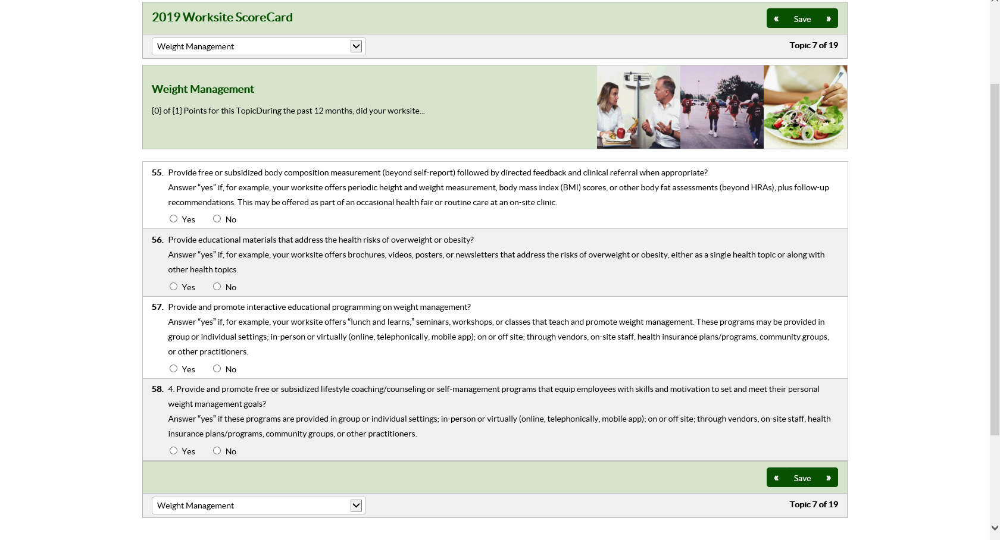 2019 Worksite ScoreCard
« Save »
Weight Management
Topic 7 of 19
Weight Management
{0} of {1} Points for this TopicDuring the past 12 months, did your worksite...
55. Provide free or subsidized body composition measurement (beyond self-report) followed by directed feedback and clinical referral when appropriate?
Answer “yes” if, for example, your worksite offers periodic height and weight measurement, body mass index (BMI) scores, or other body fat assessments (beyond HRAs), plus follow-up
recommendations. This may be offered as part of an occasional health fair or routine care at an on-site clinic.
Yes No
56. Provide educational materials that address the health risks of overweight or obesity?
Answer “yes” if, for example, your worksite offers brochures, videos, posters, or newsletters that address the risks of overweight or obesity, either as a single health topic or along with
other health topics.
Yes No
57. Provide and promote interactive educational programming on weight management?
Answer “yes” if, for example, your worksite offers “lunch and learns,” seminars, workshops, or classes that teach and promote weight management. These programs may be provided in
group or individual settings; in-person or virtually (online, telephonically, mobile app); on or off site; through vendors, on-site staff, health insurance plans/programs, community groups,
or other practitioners.
Yes No
58. 4. Provide and promote free or subsidized lifestyle coaching/counseling or self-management programs that equip employees with skills and motivation to set and meet their personal
weight management goals?
Answer “yes” if these programs are provided in group or individual settings; in-person or virtually (online, telephonically, mobile app); on or off site; through vendors, on-site staff, health
insurance plans/programs, community groups, or other practitioners.
Yes No
« Save »
Weight Management
Topic 7 of 19